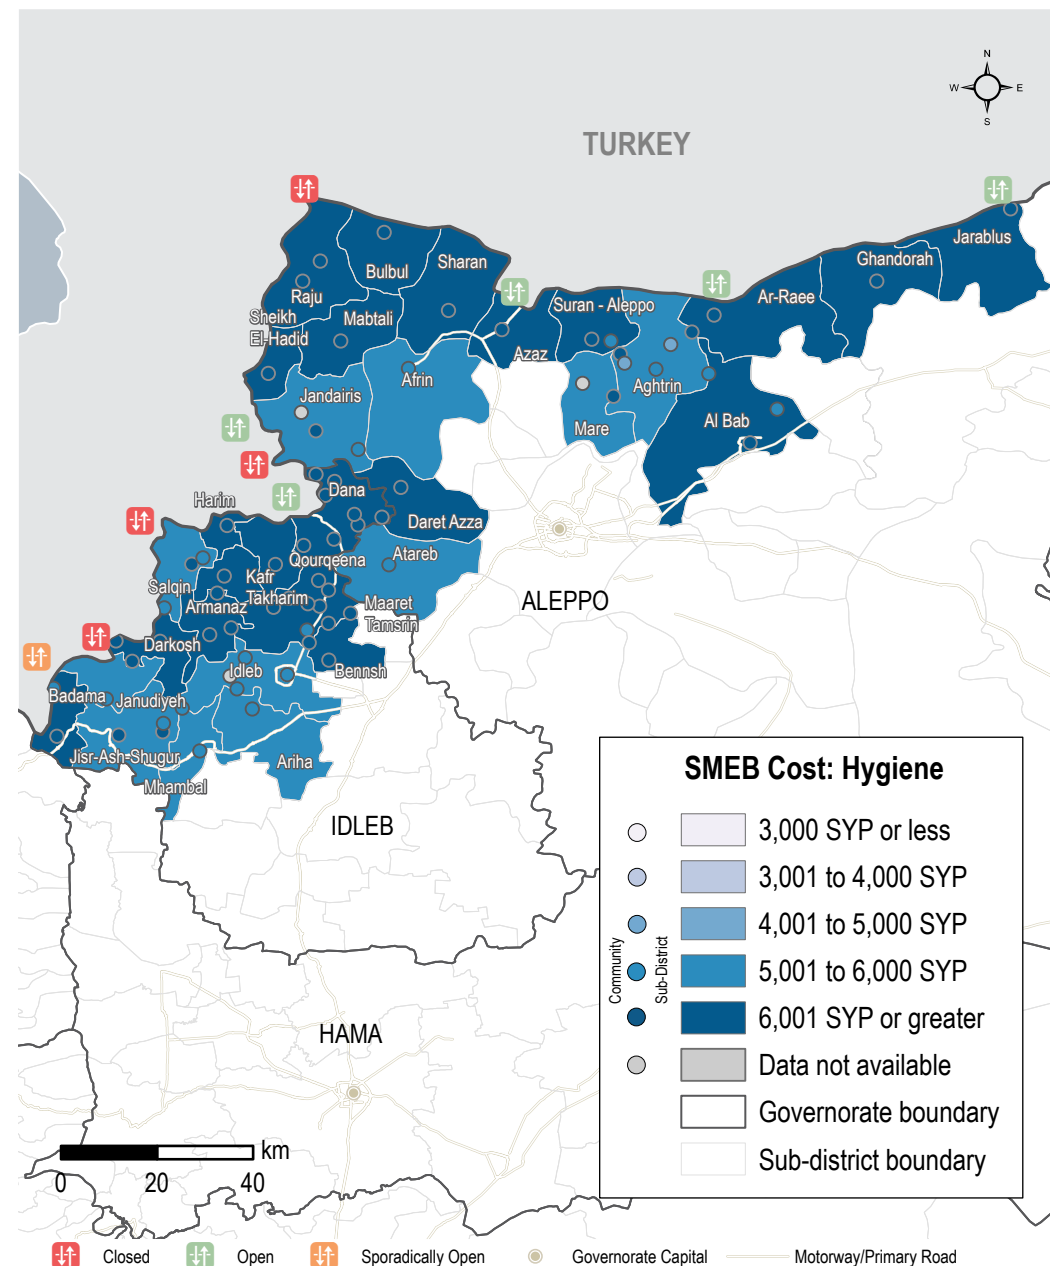 N
W E
S
TURKEY
Jarablus
Ghandorah
Sharan
Bulbul
Raju
Ar-Raee
Suran - Aleppo
Sheikh
El-Hadid
Mabtali
Azaz
Afrin
Aghtrin
Jandairis
Mare
Al Bab
Dana
Harim
Daret Azza
Qourqeena
Atareb
Kafr
Takharim
Salqin
Armanaz
ALEPPO
Maaret
Tamsrin
Darkosh
Idleb
Bennsh
Badama
Janudiyeh
Jisr-Ash-Shugur
Ariha
Mhambal
IDLEB
HAMA
SMEB Cost: Hygiene
3,000 SYP or less
3,001 to 4,000 SYP
4,001 to 5,000 SYP
5,001 to 6,000 SYP
6,001 SYP or greater
Data not available
Governorate boundary
Sub-district boundary
Community
Sub-District
km
0 20 40
Closed Open Sporadically Open Governorate Capital Motorway/Primary Road